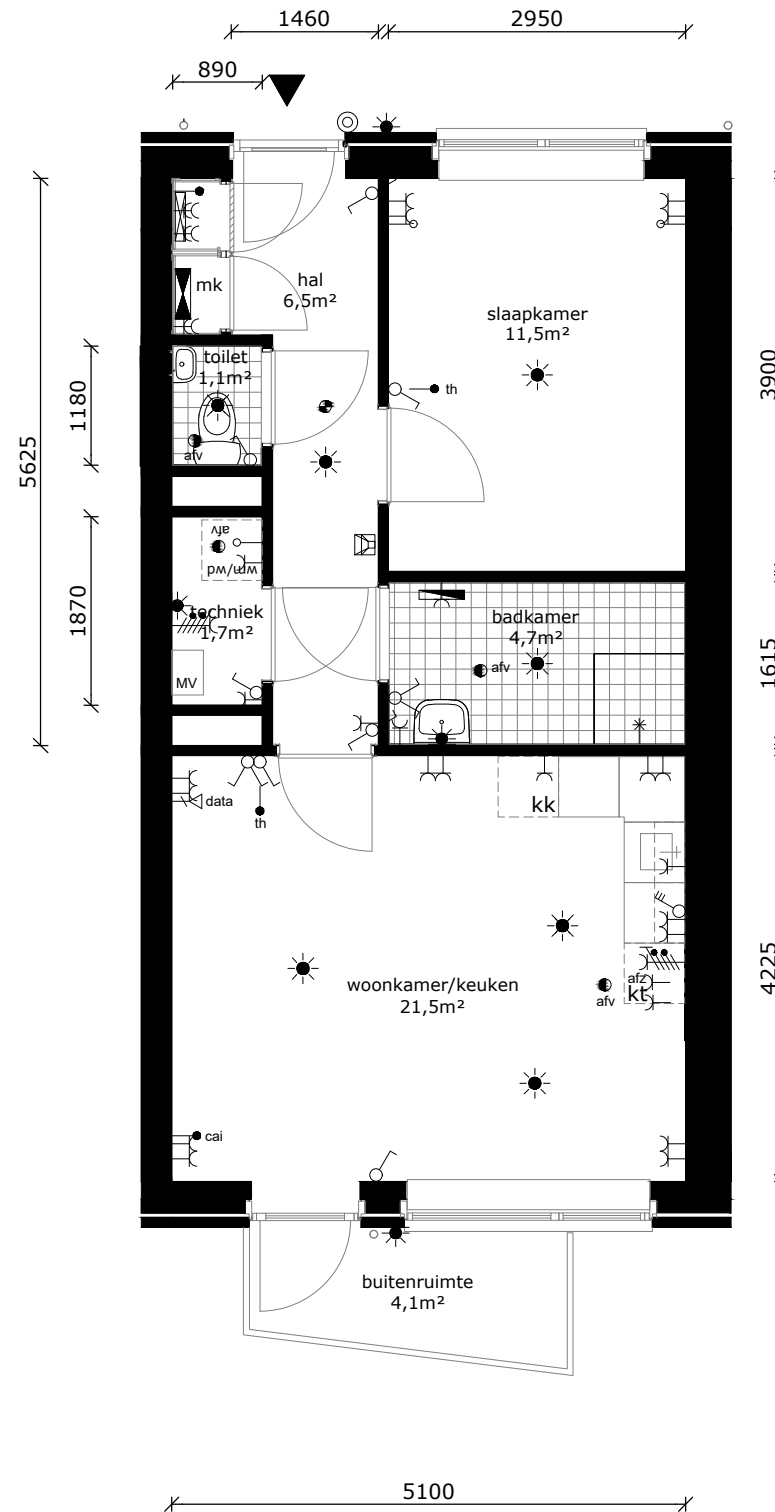 1460
2950
890
hal
6,5m²
mk
slaapkamer
11,5m²
toilet
1,1m²
afv
th
3900
1180
5625
afv
wm/wd
techniek
1,7m²
MV
1870
badkamer
4,7m²
afv
1615
data
th
kk
woonkamer/keuken
21,5m²
afv
afz
kt
4225
cai
buitenruimte
4,1m²
5100